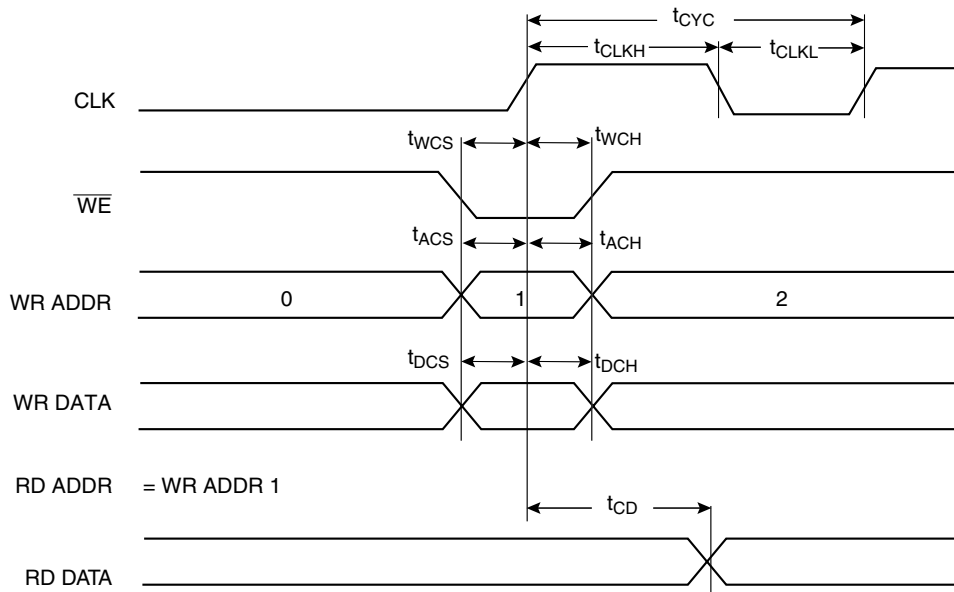 tCYC
tCLKH
tCLKL
CLK
tWCS
tWCH
WE
tACS
tACH
WR ADDR
0
1
2
tDCS
tDCH
WR DATA
RD ADDR = WR ADDR 1
tCD
RD DATA